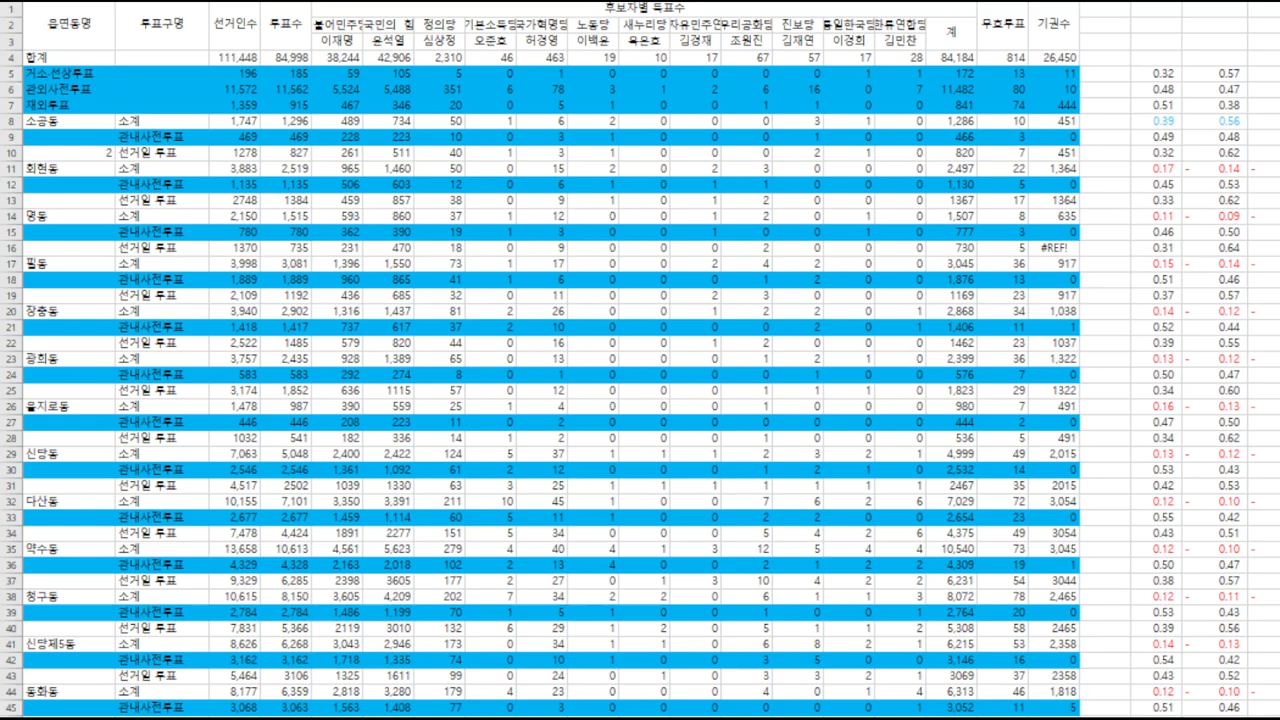 1 후보자별 득표수
2 읍면동명 투표구명 선거인수 투표수 불어민주당 국민의 힘 정의당 기본소득당 국가혁명당 노동당 새누리당 자유민주연 우리공화당 진보당 통일한국당 한류연합당 계 무효투표 기권수
3 이재명 윤석열 심상정 오준호 허경영 이백윤 옥은호 김경재 조원진 김재연 이경희 김민찬
4 합계 111,448 84,998 38,244 42,906 2,310 46 463 19 10 17 67 57 17 28 84,184 814 26,450
5 거소·선상투표 196 185 59 105 5 0 1 0 0 0 0 0 1 1 172 13 11 0.32 0.57
6 관외사전투표 11,572 11,562 5,524 5,488 351 6 78 3 1 2 6 16 0 7 11,482 80 10 0.48 0.47
7 재외투표 1,359 915 467 346 20 0 5 1 0 0 1 1 0 0 841 74 444 0.51 0.38
8 소공동 소계 1,747 1,296 489 734 50 1 6 2 0 0 0 3 1 0 1,286 10 451 0.39 0.56
9 관내사전투표 469 469 228 223 10 0 3 1 0 0 0 1 0 0 466 3 0 0.49 0.48
10 2 선거일 투표 1278 827 261 511 40 1 3 1 0 0 0 2 1 0 820 7 451 0.32 0.62
11 회현동 소계 3,883 2,519 965 1,460 50 0 15 2 0 2 3 0 0 0 2,497 22 1,364 0.17 - 0.14 -
12 관내사전투표 1,135 1,135 506 603 12 0 6 1 0 1 1 0 0 0 1,130 5 0 0.45 0.53
13 선거일 투표 2748 1384 459 857 38 0 9 1 0 1 2 0 0 0 1367 17 1364 0.33 0.62
14 명동 소계 2,150 1,515 593 860 37 1 12 0 0 1 2 0 1 0 1,507 8 635 0.11 - 0.09 -
15 관내사전투표 780 780 362 390 19 1 3 0 0 1 0 0 1 0 777 3 0 0.46 0.50
16 선거일 투표 1370 735 231 470 18 0 9 0 0 0 2 0 0 0 730 5 #REF! 0.31 0.64
17 필동 소계 3,998 3,081 1,396 1,550 73 1 17 0 0 2 4 2 0 0 3,045 36 917 0.15 - 0.14 -
18 관내사전투표 1,889 1,889 960 865 41 1 6 0 0 0 1 2 0 0 1,876 13 0 0.51 0.46
19 선거일 투표 2,109 1192 436 685 32 0 11 0 0 2 3 0 0 0 1169 23 917 0.37 0.57
20 장충동 소계 3,940 2,902 1,316 1,437 81 2 26 0 0 1 2 2 0 1 2,868 34 1,038 0.14 - 0.12 -
21 관내사전투표 1,418 1,417 737 617 37 2 10 0 0 0 0 2 0 1 1,406 11 1 0.52 0.44
22 선거일 투표 2,522 1485 579 820 44 0 16 0 0 1 2 0 0 0 1462 23 1037 0.39 0.55
23 광희동 소계 3,757 2,435 928 1,389 65 0 13 0 0 0 1 2 1 0 2,399 36 1,322 0.13 - 0.12 -
24 관내사전투표 583 583 292 274 8 0 1 0 0 0 0 1 0 0 576 7 0 0.50 0.47
25 선거일 투표 3,174 1,852 636 1115 57 0 12 0 0 0 1 1 1 0 1,823 29 1322 0.34 0.60
26 을지로동 소계 1,478 987 390 559 25 1 4 0 0 0 1 0 0 0 980 7 491 0.16 - 0.13 -
27 관내사전투표 446 446 208 223 11 0 2 0 0 0 0 0 0 0 444 2 0 0.47 0.50
28 선거일 투표 1032 541 182 336 14 1 2 0 0 0 1 0 0 0 536 5 491 0.34 0.62
29 신당동 소계 7,063 5,048 2,400 2,422 124 5 37 1 1 1 2 3 2 1 4,999 49 2,015 0.13 - 0.12 -
30 관내사전투표 2,546 2,546 1,361 1,092 61 2 12 0 0 0 1 2 1 0 2,532 14 0 0.53 0.43
31 선거일 투표 4,517 2502 1039 1330 63 3 25 1 1 1 1 1 1 1 2467 35 2015 0.42 0.53
32 다산동 소계 10,155 7,101 3,350 3,391 211 10 45 1 0 0 7 6 2 6 7,029 72 3,054 0.12 - 0.10 -
33 관내사전투표 2,677 2,677 1,459 1,114 60 5 11 1 0 0 2 2 0 0 2,654 23 0 0.55 0.42
34 선거일 투표 7,478 4,424 1891 2277 151 5 34 0 0 0 5 4 2 6 4,375 49 3054 0.43 0.51
35 약수동 소계 13,658 10,613 4,561 5,623 279 4 40 4 1 3 12 5 4 4 10,540 73 3,045 0.12 - 0.10 -
36 관내사전투표 4,329 4,328 2,163 2,018 102 2 13 4 0 0 2 1 2 2 4,309 19 1 0.50 0.47
37 선거일 투표 9,329 6,285 2398 3605 177 2 27 0 1 3 10 4 2 2 6,231 54 3044 0.38 0.57
38 청구동 소계 10,615 8,150 3,605 4,209 202 7 34 2 2 0 6 1 1 3 8,072 78 2,465 0.12 - 0.11 -
39 관내사전투표 2,784 2,784 1,486 1,199 70 1 5 1 0 0 1 0 0 1 2,764 20 0 0.53 0.43
40 선거일 투표 7,831 5,366 2119 3010 132 6 29 1 2 0 5 1 1 2 5,308 58 2465 0.39 0.56
41 신당제5동 소계 8,626 6,268 3,043 2,946 173 0 34 1 1 0 6 8 2 1 6,215 53 2,358 0.14 - 0.13
42 관내사전투표 3,162 3,162 1,718 1,335 74 0 10 1 0 0 3 5 0 0 3,146 16 0 0.54 0.42
43 선거일 투표 5,464 3106 1325 1611 99 0 24 0 1 0 3 3 2 1 3069 37 2358 0.43 0.52
44 동화동 소계 8,177 6,359 2,818 3,280 179 4 23 0 0 0 4 0 1 4 6,313 46 1,818 0.12 - 0.10 -
45 관내사전투표 3,068 3,063 1,563 1,408 77 0 3 0 0 0 0 0 0 1 3,052 11 5 0.51 0.46